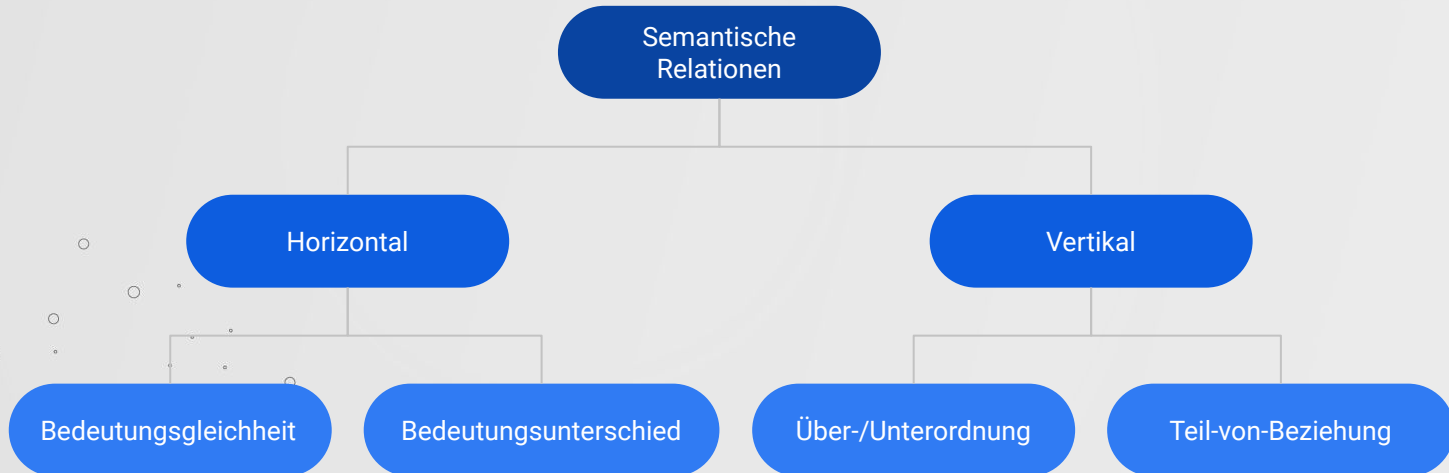 Semantische
Relationen
Horizontal
Vertikal
Bedeutungsgleichheit
Bedeutungsunterschied
Über-/Unterordnung
Teil-von-Beziehung